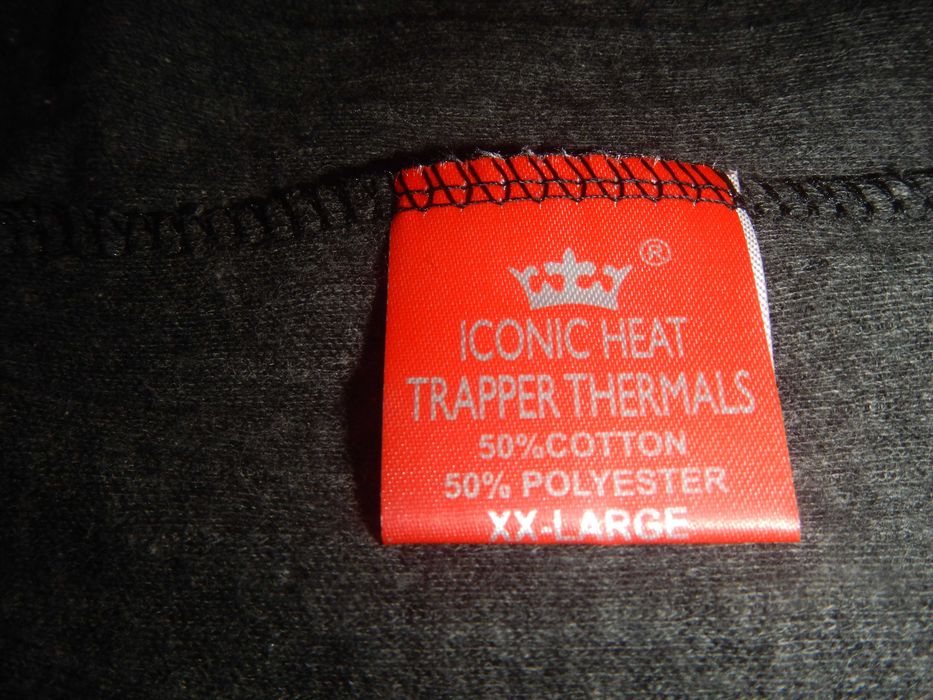 ®
ICONIC HEAT
TRAPPER THERMALS
50%COTTON
50% POLYESTER
XX-LARGE